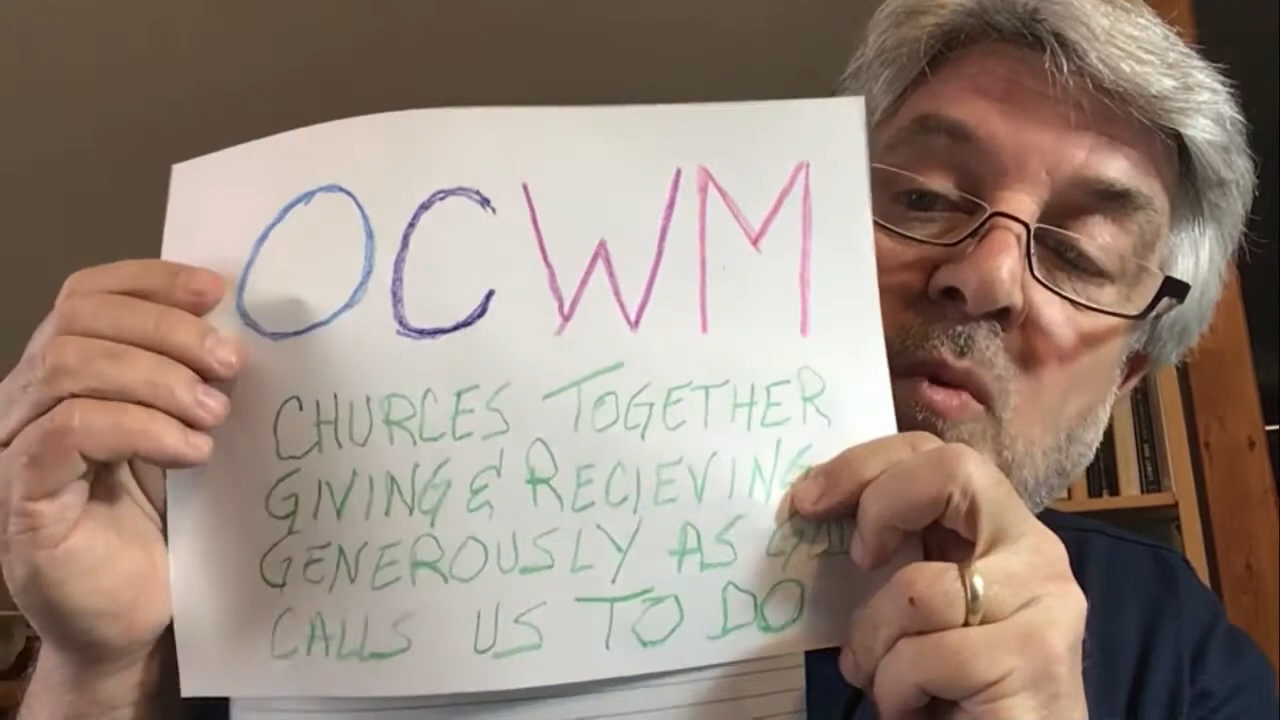 OCWM
CHURCES TOGETHER
GIVING & RECIEVING
GENEROUSLY AS
CALLS US TO DO